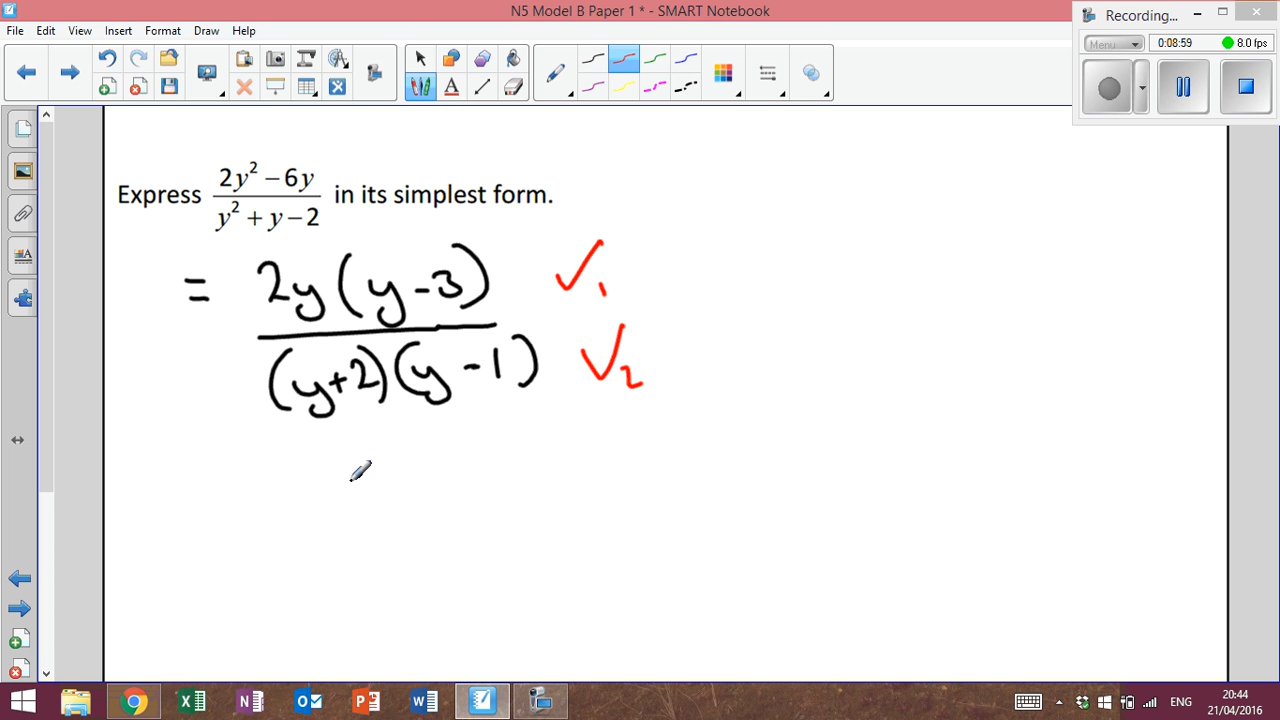 N5 Model B Paper 1 * - SMART Notebook
Recording...
File Edit View Insert Format Draw Help
Menu
0:08:59
8.0 fps
A
Express (2y² − 6y)/(y² + y − 2) in its simplest form.
= 2y(y-3) ✓1
(y+2)(y-1) ✓2
ENG
20:44
21/04/2016